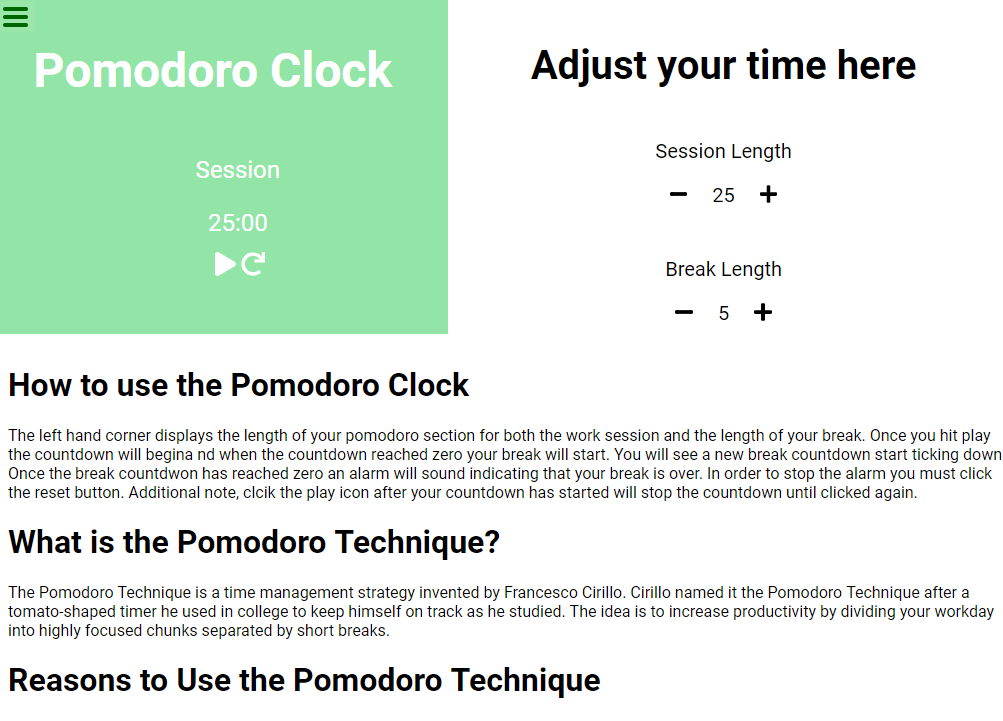 Pomodoro Clock
Session
25:00
Adjust your time here
Session Length
25
Break Length
5
How to use the Pomodoro Clock
The left hand corner displays the length of your pomodoro section for both the work session and the length of your break. Once you hit play
the countdown will begina nd when the countdown reached zero your break will start. You will see a new break countdown start ticking down
Once the break countdwon has reached zero an alarm will sound indicating that your break is over. In order to stop the alarm you must click
the reset button. Additional note, clcik the play icon after your countdown has started will stop the countdown until clicked again.
What is the Pomodoro Technique?
The Pomodoro Technique is a time management strategy invented by Francesco Cirillo. Cirillo named it the Pomodoro Technique after a
tomato-shaped timer he used in college to keep himself on track as he studied. The idea is to increase productivity by dividing your workday
into highly focused chunks separated by short breaks.
Reasons to Use the Pomodoro Technique